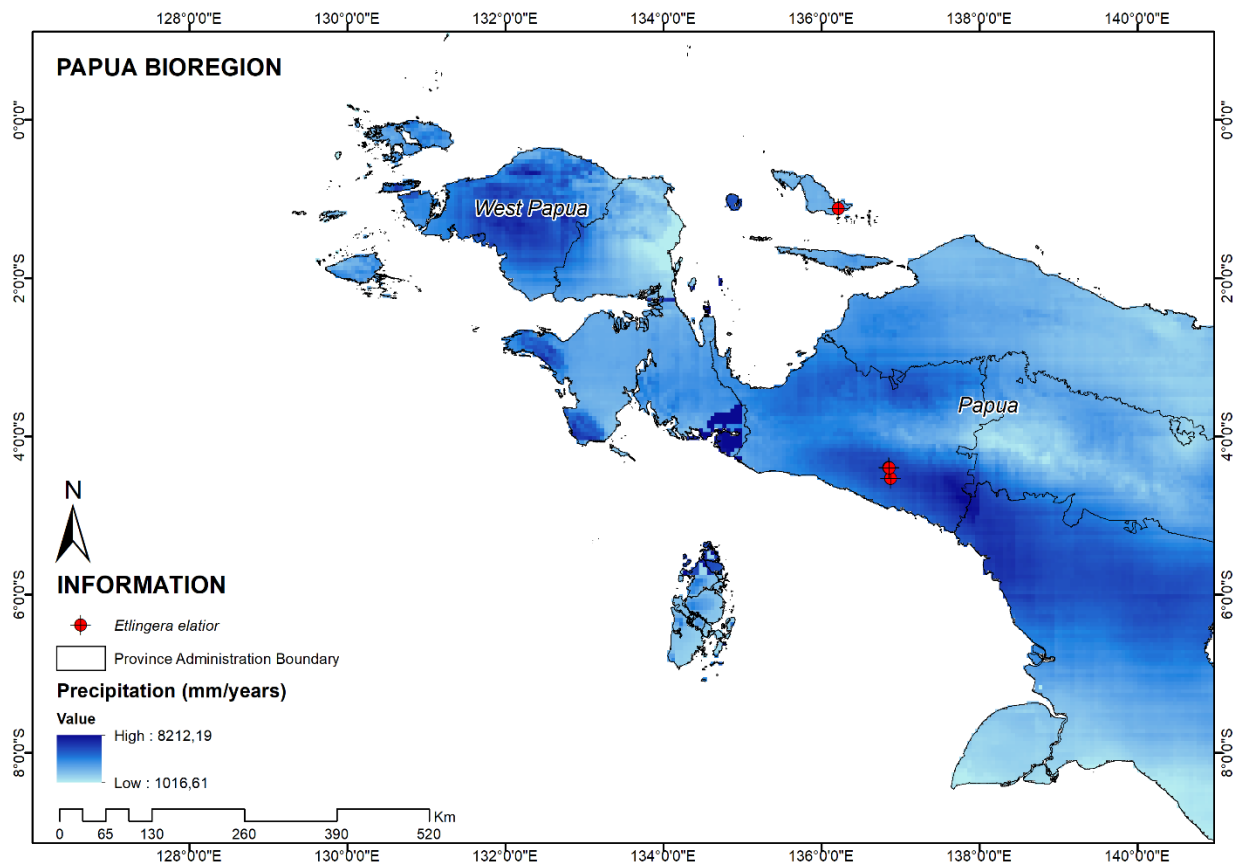 128°0'0"E 130°0'0"E 132°0'0"E 134°0'0"E 136°0'0"E 138°0'0"E 140°0'0"E
PAPUA BIOREGION
0°0'0" 0°0'0"
West Papua
2°0'0"S 2°0'0"S
Papua
4°0'0"S 4°0'0"S
N
INFORMATION
6°0'0"S 6°0'0"S
Etlingera elatior
Province Administration Boundary
Precipitation (mm/years)
Value
High : 8212,19
8°0'0"S 8°0'0"S
Low : 1016,61
Km
0 65 130 260 390 520
128°0'0"E 130°0'0"E 132°0'0"E 134°0'0"E 136°0'0"E 138°0'0"E 140°0'0"E